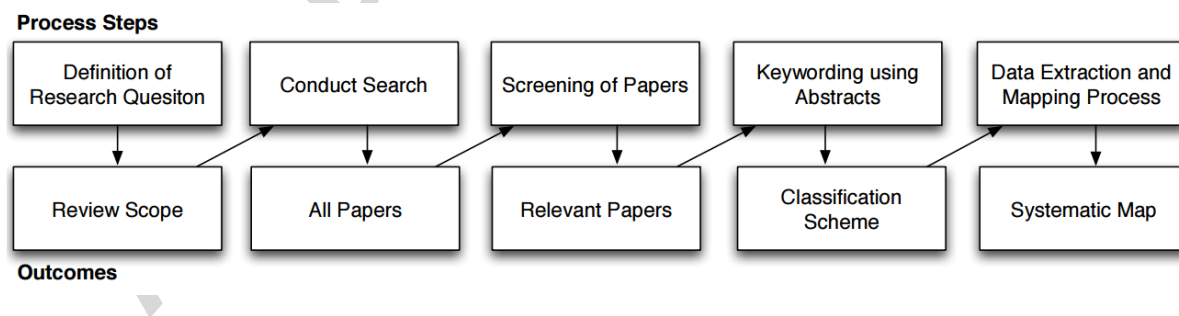 Process Steps
Definition of
Research Quesiton
Conduct Search
Screening of Papers
Keywording using
Abstracts
Data Extraction and
Mapping Process
Review Scope
All Papers
Relevant Papers
Classification
Scheme
Systematic Map
Outcomes